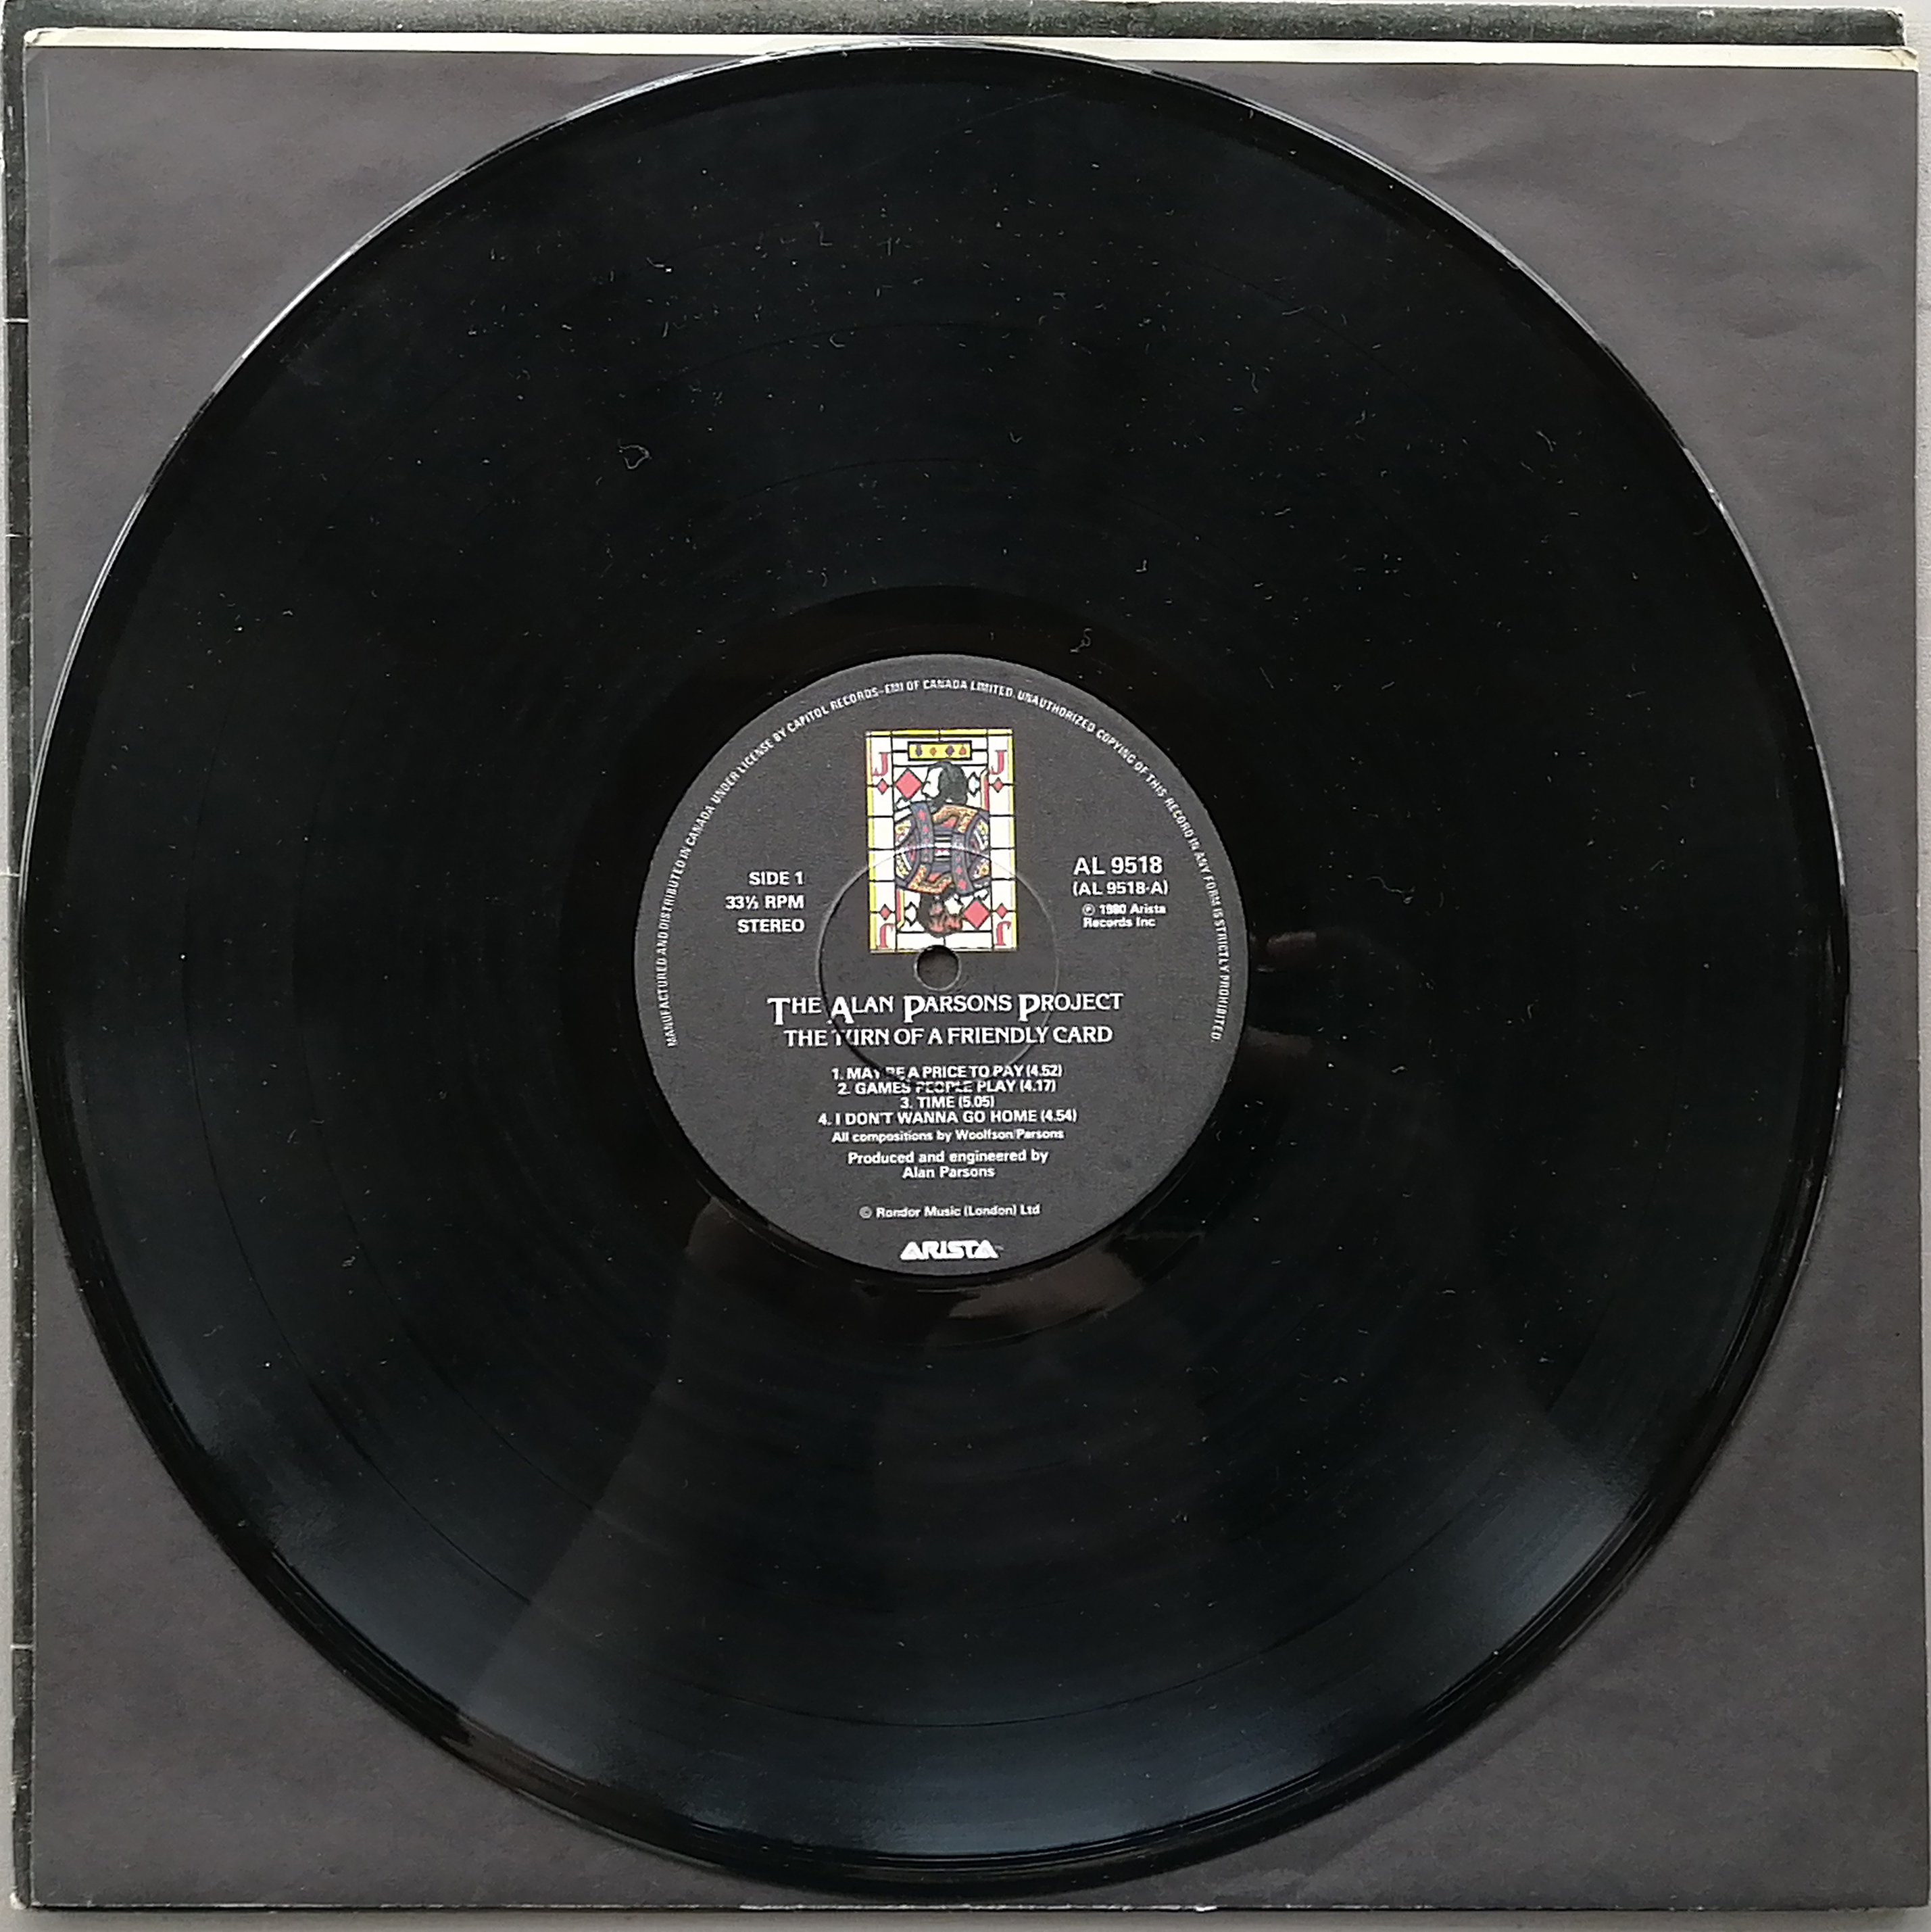 MANUFACTURED AND DISTRIBUTED IN CANADA UNDER LICENSE BY CAPITOL RECORDS-EMI OF CANADA LIMITED. UNAUTHORIZED COPYING OF THIS RECORD IN ANY FORM IS STRICTLY PROHIBITED.
J J
SIDE 1
33⅓ RPM
STEREO
AL 9518
(AL 9518-A)
℗ 1980 Arista
Records Inc
J J
THE ALAN PARSONS PROJECT
THE TURN OF A FRIENDLY CARD
1. MAY BE A PRICE TO PAY (4.52)
2. GAMES PEOPLE PLAY (4.17)
3. TIME (5.05)
4. I DON'T WANNA GO HOME (4.54)
All compositions by Woolfson/Parsons
Produced and engineered by
Alan Parsons
© Rondor Music (London) Ltd
ARISTA